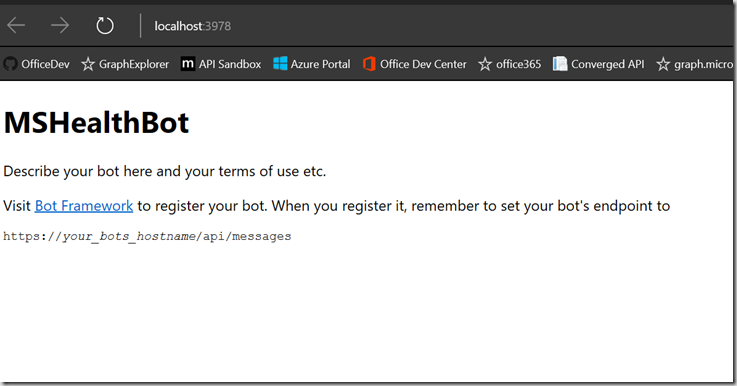 localhost:3978
OfficeDev GraphExplorer m API Sandbox Azure Portal Office Dev Center office365 Converged API graph.micro
MSHealthBot
Describe your bot here and your terms of use etc.
Visit Bot Framework to register your bot. When you register it, remember to set your bot's endpoint to
https://your_bots_hostname/api/messages